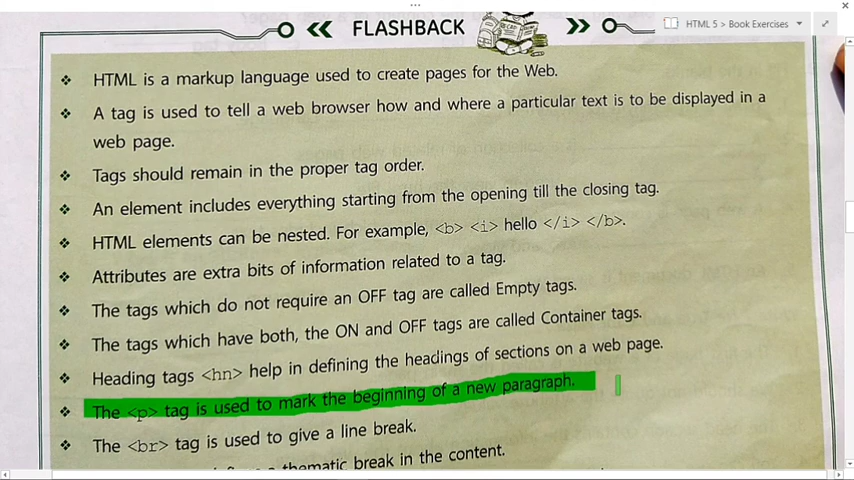 FLASHBACK
HTML 5 > Book Exercises
HTML is a markup language used to create pages for the Web.
A tag is used to tell a web browser how and where a particular text is to be displayed in a
web page.
Tags should remain in the proper tag order.
An element includes everything starting from the opening till the closing tag.
HTML elements can be nested. For example, <b> <i> hello </i> </b>.
Attributes are extra bits of information related to a tag.
The tags which do not require an OFF tag are called Empty tags.
The tags which have both, the ON and OFF tags are called Container tags.
Heading tags <hn> help in defining the headings of sections on a web page.
The <p> tag is used to mark the beginning of a new paragraph.
The <br> tag is used to give a line break.
a thematic break in the content.